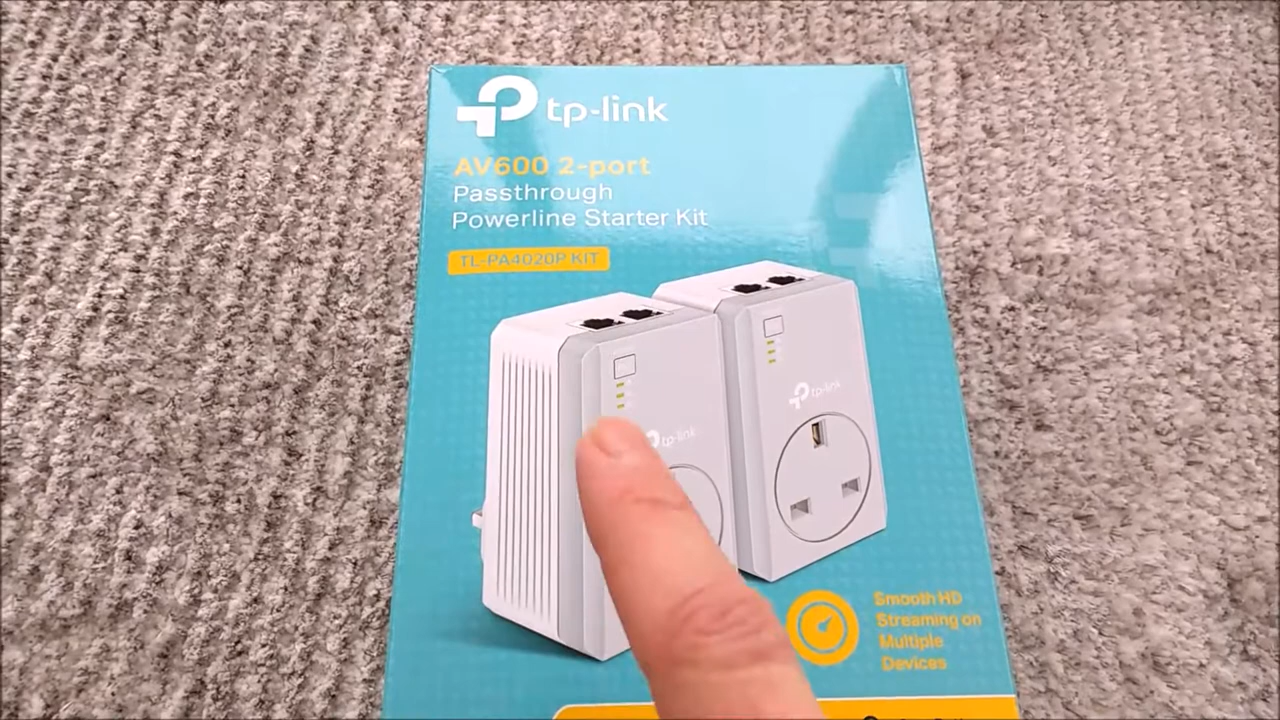 tp-link
AV600 2-port
Passthrough
Powerline Starter Kit
TL-PA4020P KIT
tp-link
tp-link
Smooth HD
Streaming on
Multiple
Devices